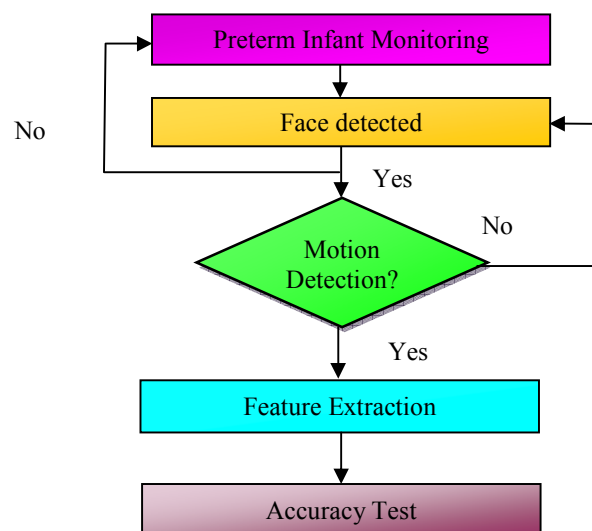 Preterm Infant Monitoring
Face detected
No
Yes
Motion
Detection?
No
Yes
Feature Extraction
Accuracy Test